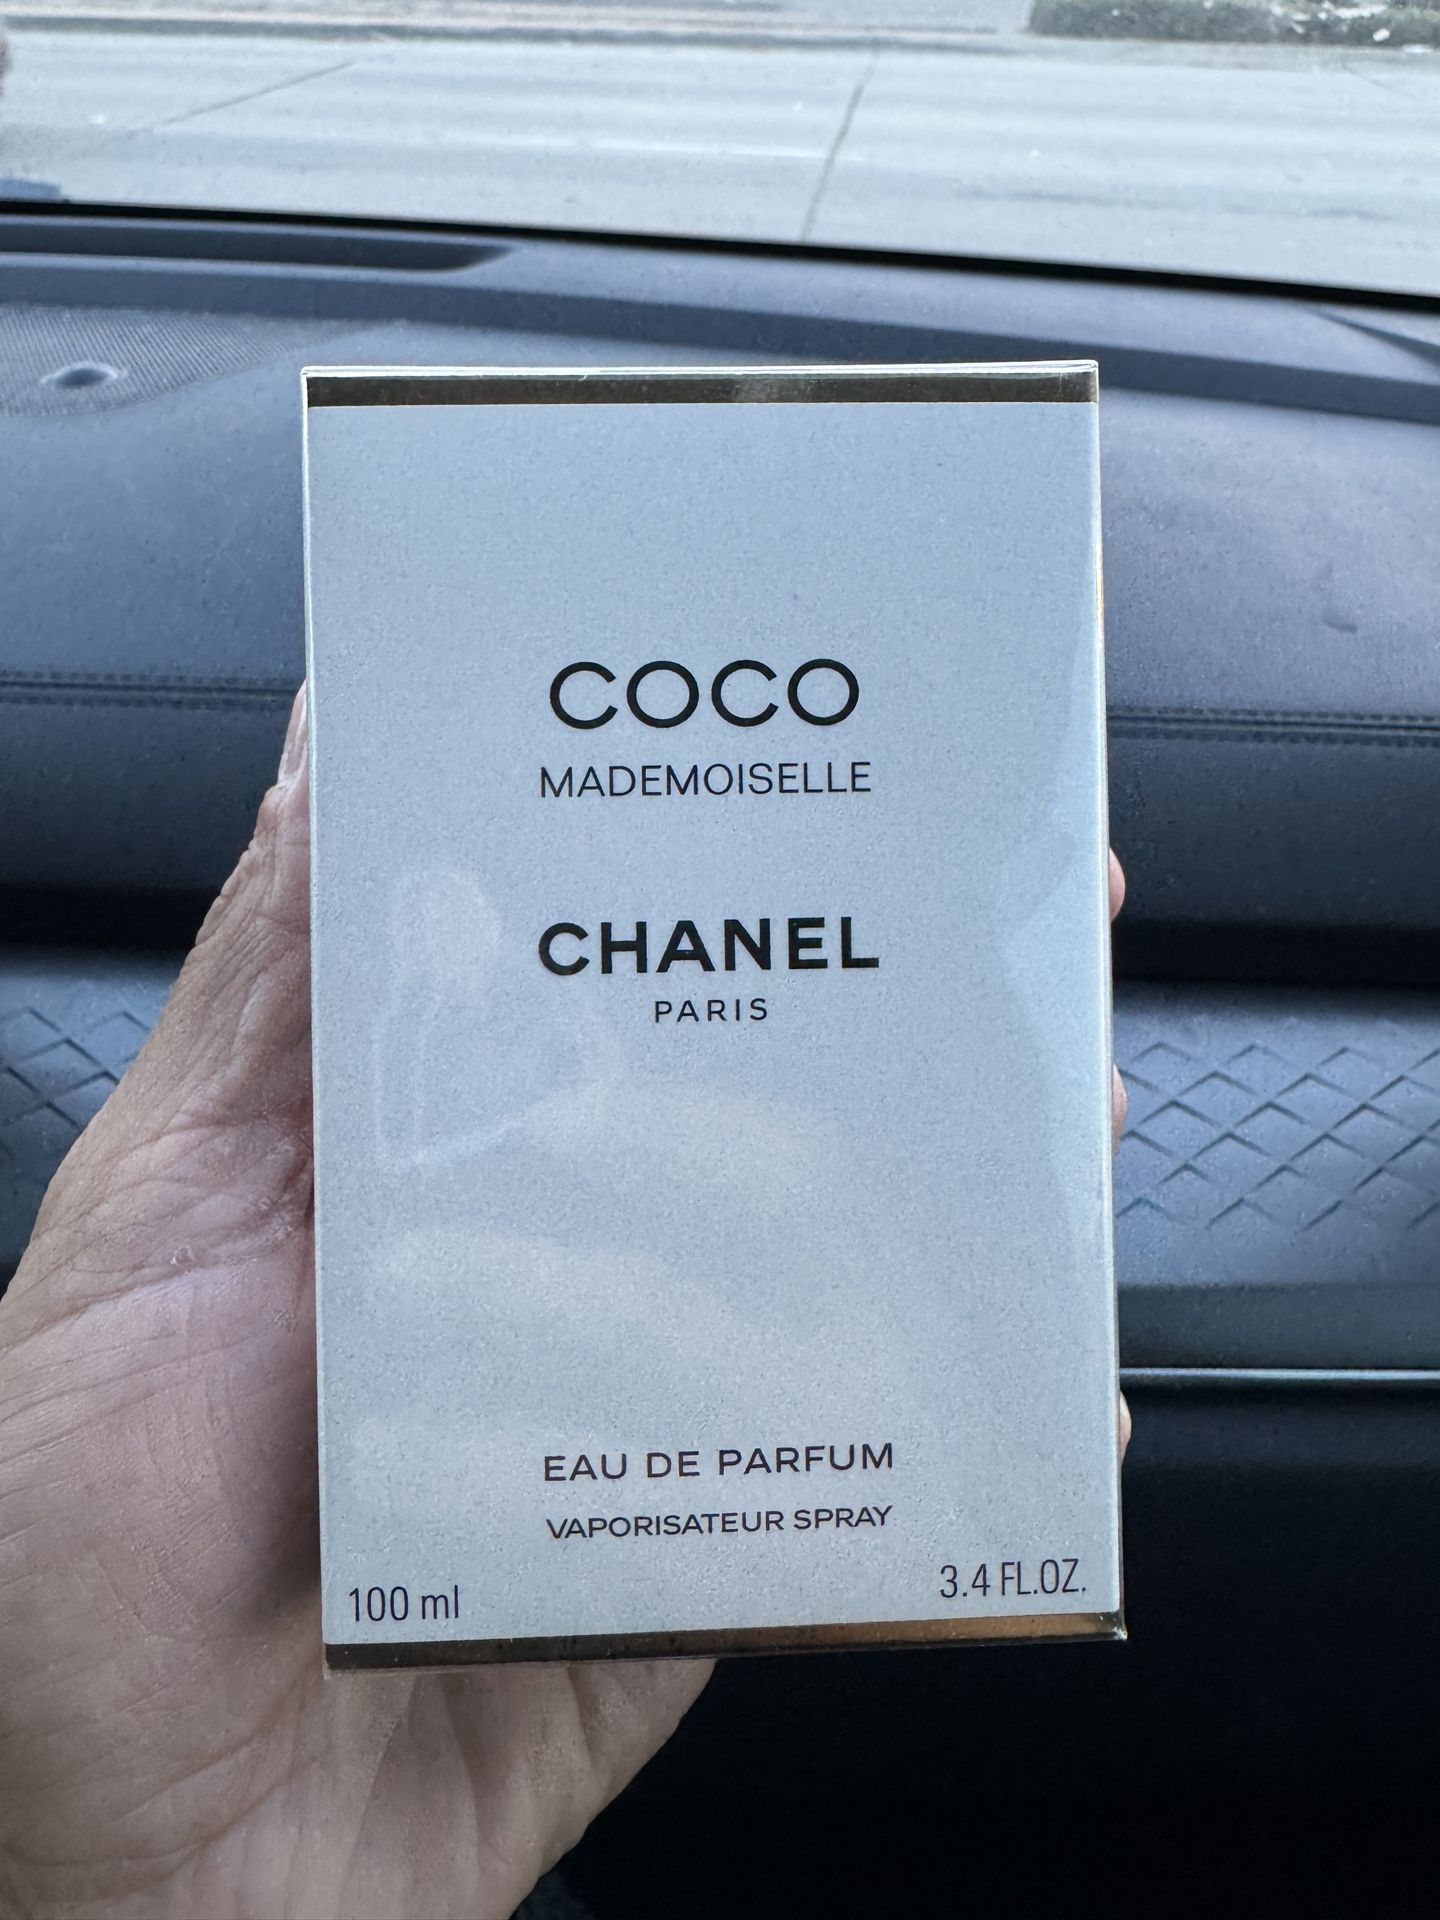 COCO
MADEMOISELLE
CHANEL
PARIS
EAU DE PARFUM
VAPORISATEUR SPRAY
100 ml 3.4 FL.OZ.